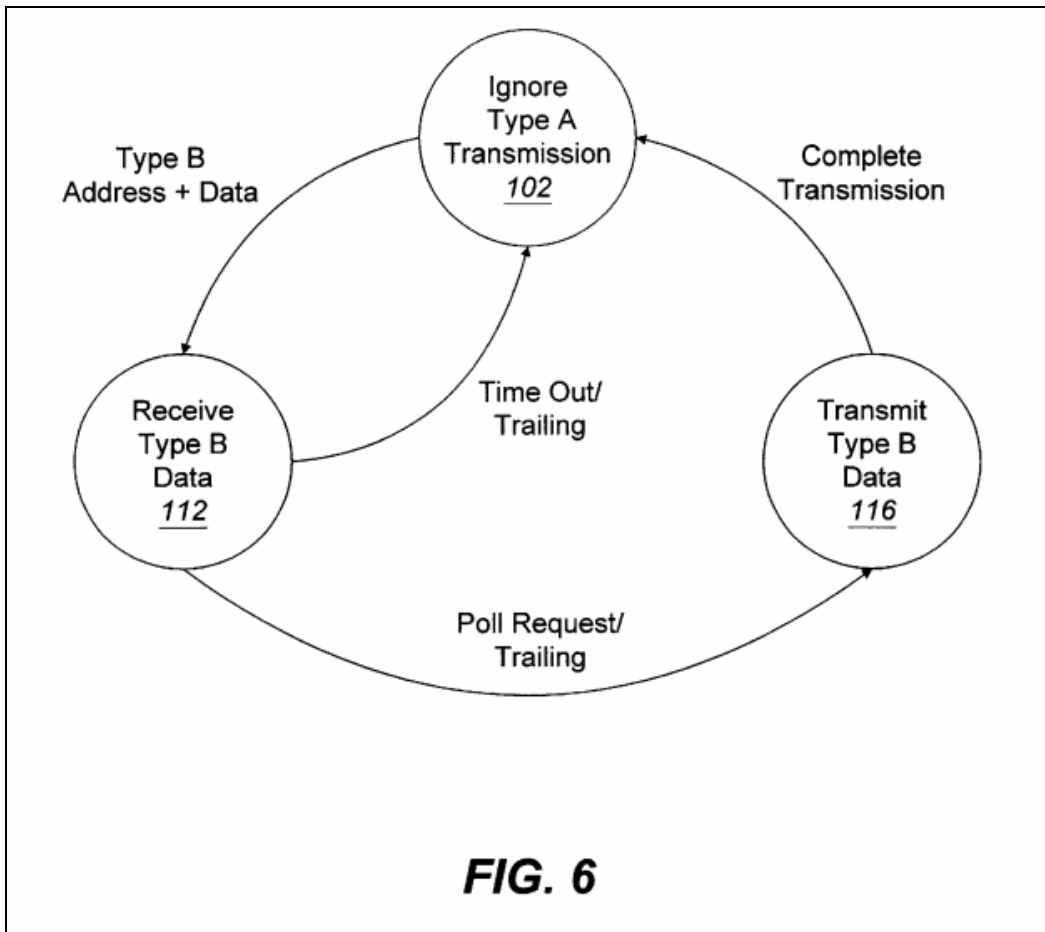 Ignore
Type A
Transmission
102
Type B
Address + Data
Complete
Transmission
Time Out/
Trailing
Receive
Type B
Data
112
Transmit
Type B
Data
116
Poll Request/
Trailing
FIG. 6